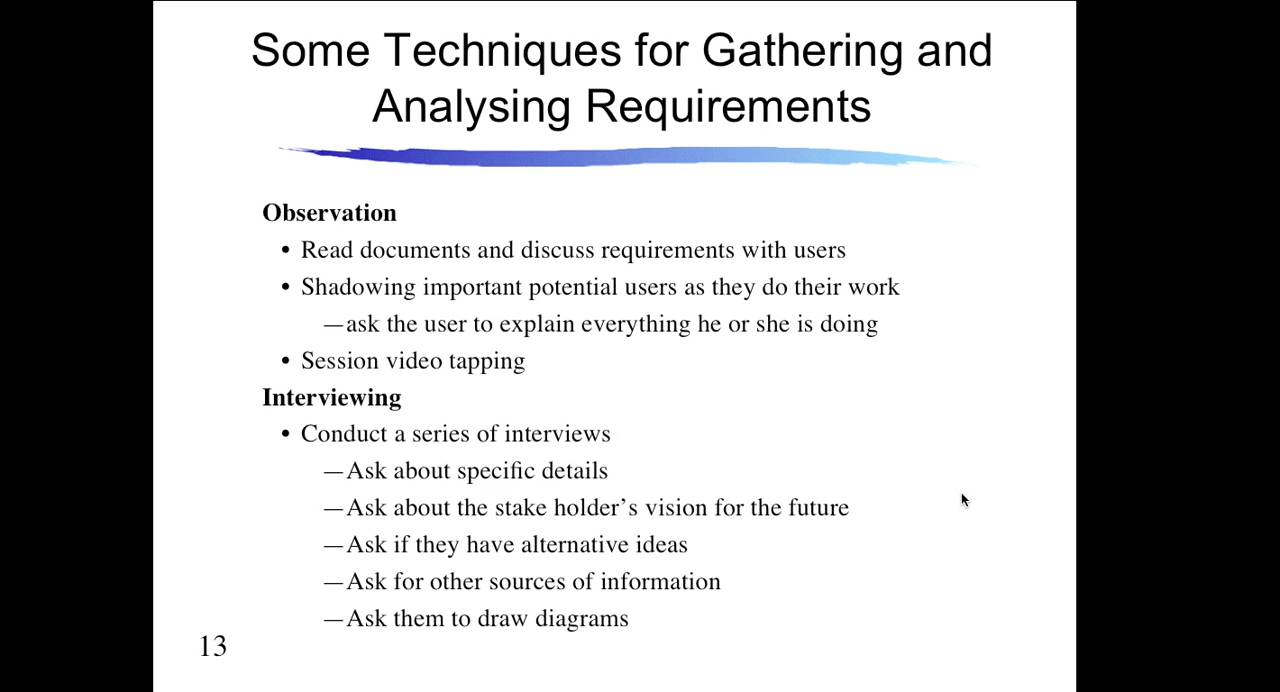 Some Techniques for Gathering and
Analysing Requirements
Observation
• Read documents and discuss requirements with users
• Shadowing important potential users as they do their work
—ask the user to explain everything he or she is doing
• Session video tapping
Interviewing
• Conduct a series of interviews
—Ask about specific details
—Ask about the stake holder’s vision for the future
—Ask if they have alternative ideas
—Ask for other sources of information
—Ask them to draw diagrams
13